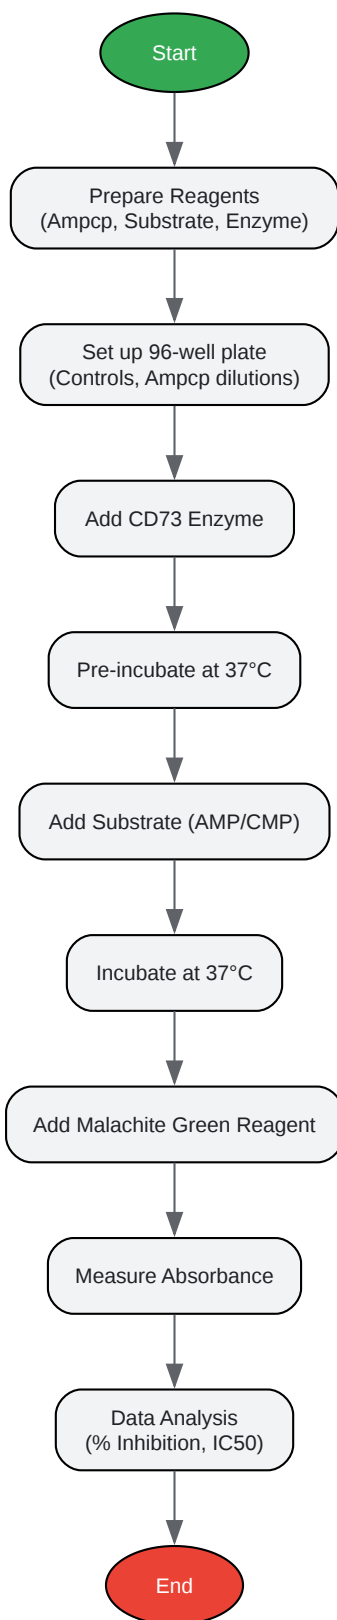 Start
Prepare Reagents
(Ampcp, Substrate, Enzyme)
Set up 96-well plate
(Controls, Ampcp dilutions)
Add CD73 Enzyme
Pre-incubate at 37°C
Add Substrate (AMP/CMP)
Incubate at 37°C
Add Malachite Green Reagent
Measure Absorbance
Data Analysis
(% Inhibition, IC50)
End